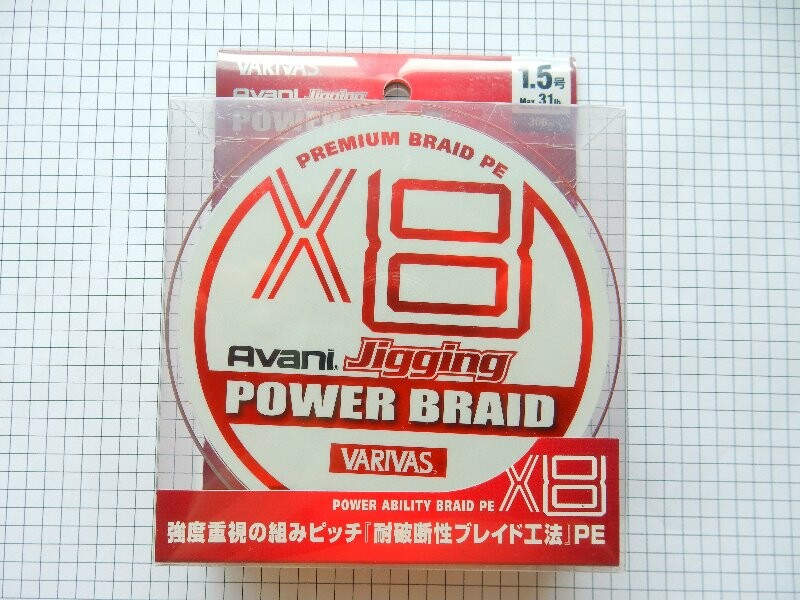 VARIVAS
1.5号
Max.31lb
Avani Jigging
POWER
PREMIUM BRAID PE
X8
Avani Jigging
POWER BRAID
VARIVAS
X8
POWER ABILITY BRAID PE
強度重視の組みピッチ『耐破断性ブレイド工法』PE